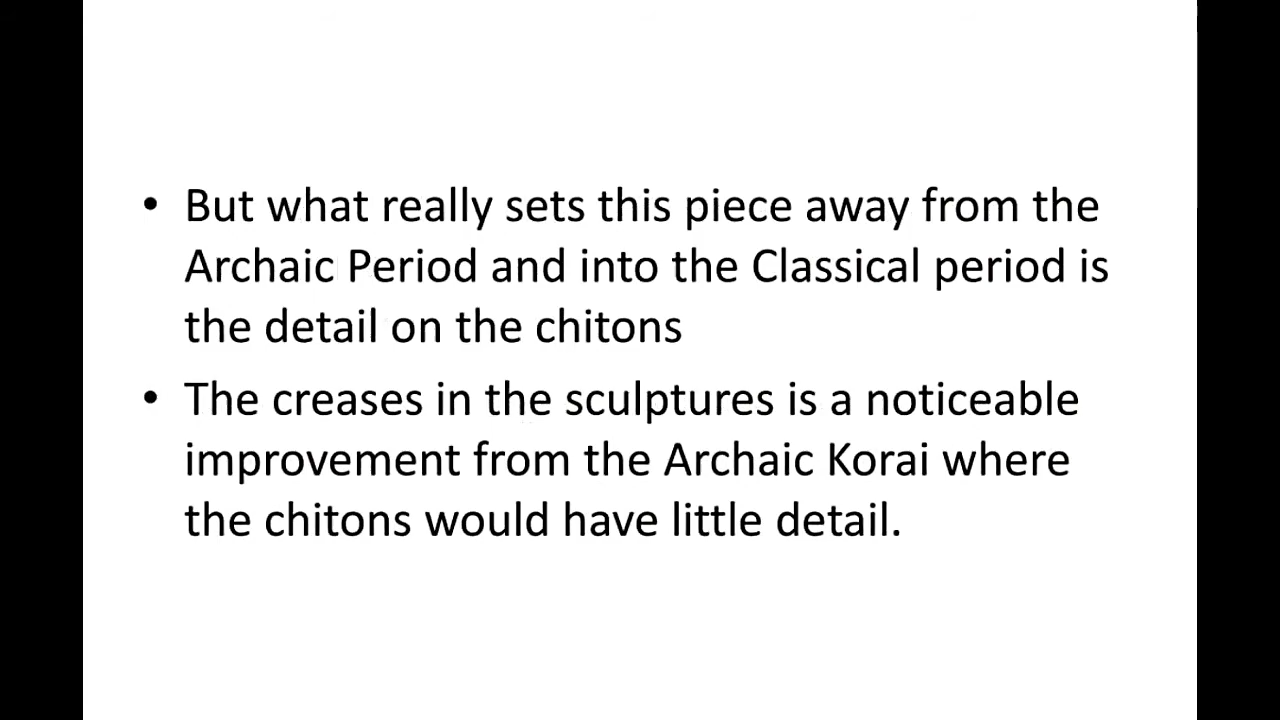 • But what really sets this piece away from the
Archaic Period and into the Classical period is
the detail on the chitons
• The creases in the sculptures is a noticeable
improvement from the Archaic Korai where
the chitons would have little detail.